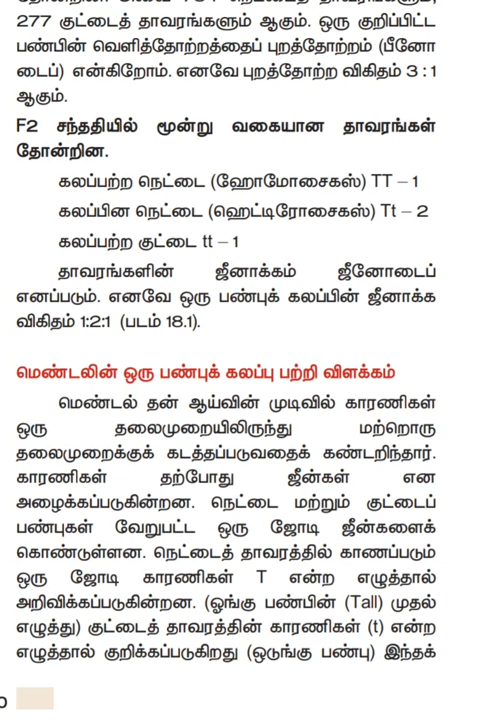 277 குட்டைத் தாவரங்களும் ஆகும். ஒரு குறிப்பிட்ட
பண்பின் வெளித்தோற்றத்தைப் புறத்தோற்றம் (பீனோ
டைப்) என்கிறோம். எனவே புறத்தோற்ற விகிதம் 3 : 1
ஆகும்.
F2 சந்ததியில் மூன்று வகையான தாவரங்கள்
தோன்றின.
கலப்பற்ற நெட்டை (ஹோமோசைகஸ்) TT – 1
கலப்பின நெட்டை (ஹெட்டிரோசைகஸ்) Tt – 2
கலப்பற்ற குட்டை tt – 1
தாவரங்களின் ஜீனாக்கம் ஜீனோடைப்
எனப்படும். எனவே ஒரு பண்புக் கலப்பின் ஜீனாக்க
விகிதம் 1:2:1 (படம் 18.1).
மெண்டலின் ஒரு பண்புக் கலப்பு பற்றி விளக்கம்
மெண்டல் தன் ஆய்வின் முடிவில் காரணிகள்
ஒரு தலைமுறையிலிருந்து மற்றொரு
தலைமுறைக்குக் கடத்தப்படுவதைக் கண்டறிந்தார்.
காரணிகள் தற்போது ஜீன்கள் என
அழைக்கப்படுகின்றன. நெட்டை மற்றும் குட்டைப்
பண்புகள் வேறுபட்ட ஒரு ஜோடி ஜீன்களைக்
கொண்டுள்ளன. நெட்டைத் தாவரத்தில் காணப்படும்
ஒரு ஜோடி காரணிகள் T என்ற எழுத்தால்
அறிவிக்கப்படுகின்றன. (ஓங்கு பண்பின் (Tall) முதல்
எழுத்து) குட்டைத் தாவரத்தின் காரணிகள் (t) என்ற
எழுத்தால் குறிக்கப்படுகிறது (ஒடுங்கு பண்பு) இந்தக்